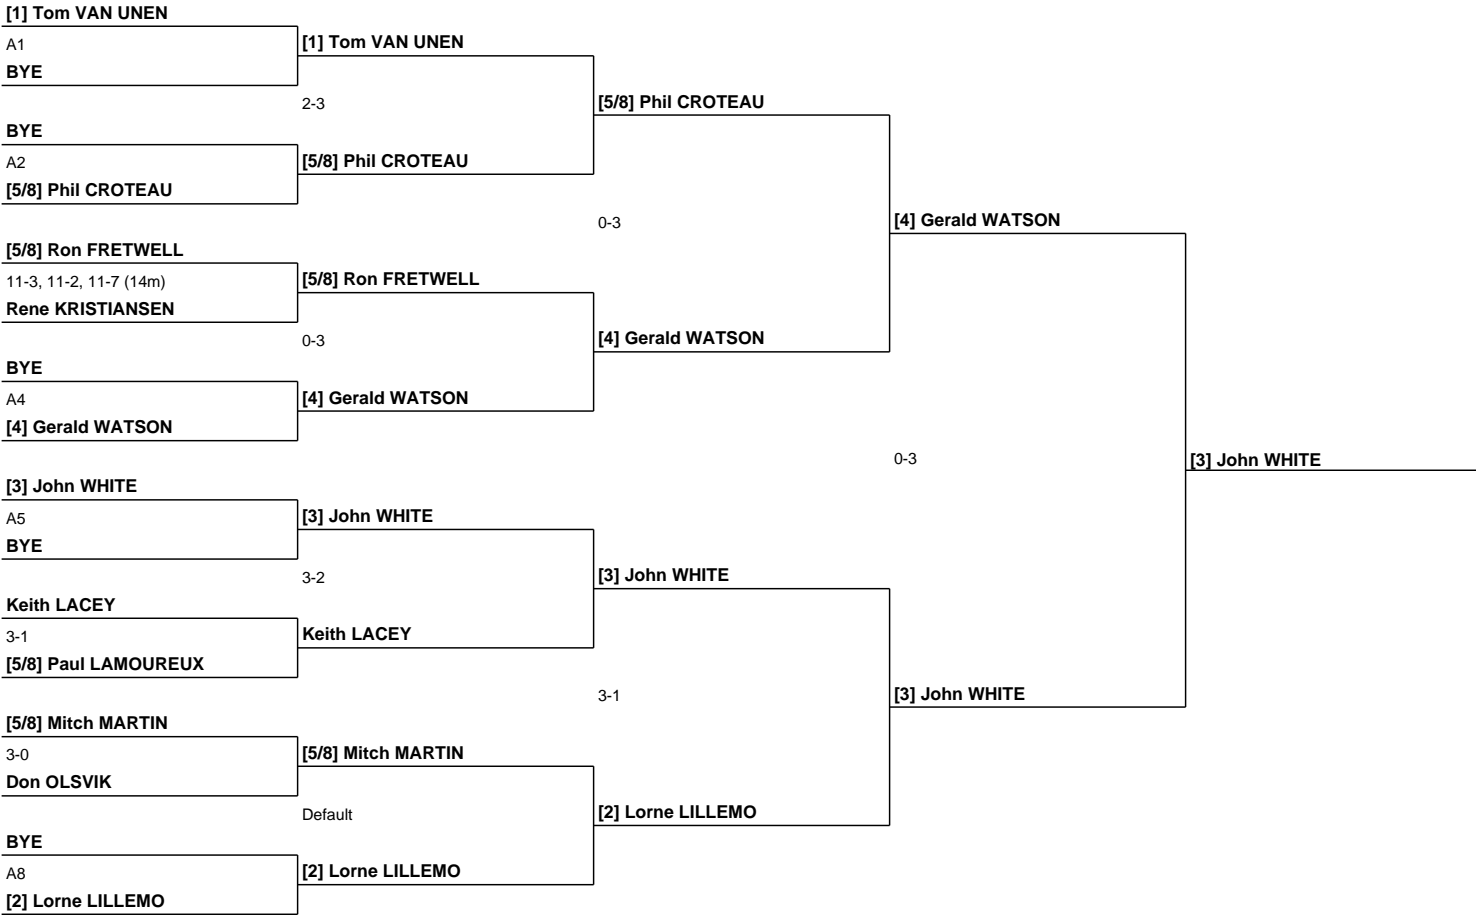 [1] Tom VAN UNEN
A1
[1] Tom VAN UNEN
BYE
2-3
[5/8] Phil CROTEAU
BYE
A2
[5/8] Phil CROTEAU
[5/8] Phil CROTEAU
0-3
[4] Gerald WATSON
[5/8] Ron FRETWELL
11-3, 11-2, 11-7 (14m)
[5/8] Ron FRETWELL
Rene KRISTIANSEN
0-3
[4] Gerald WATSON
BYE
A4
[4] Gerald WATSON
[4] Gerald WATSON
0-3
[3] John WHITE
[3] John WHITE
A5
[3] John WHITE
BYE
3-2
[3] John WHITE
Keith LACEY
3-1
Keith LACEY
[5/8] Paul LAMOUREUX
3-1
[3] John WHITE
[5/8] Mitch MARTIN
3-0
[5/8] Mitch MARTIN
Don OLSVIK
Default
[2] Lorne LILLEMO
BYE
A8
[2] Lorne LILLEMO
[2] Lorne LILLEMO